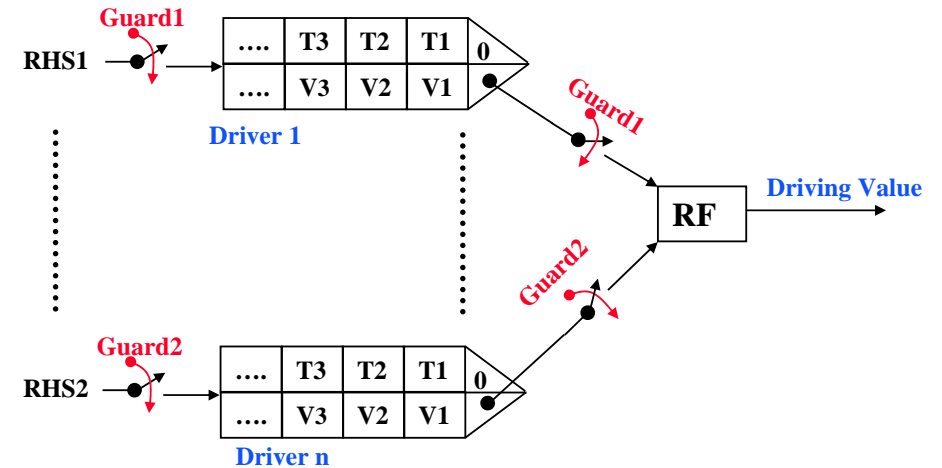 Guard1
RHS1
.... T3 T2 T1 0
.... V3 V2 V1
Driver 1
Guard1
RF
Driving Value
Guard2
Guard2
RHS2
.... T3 T2 T1 0
.... V3 V2 V1
Driver n